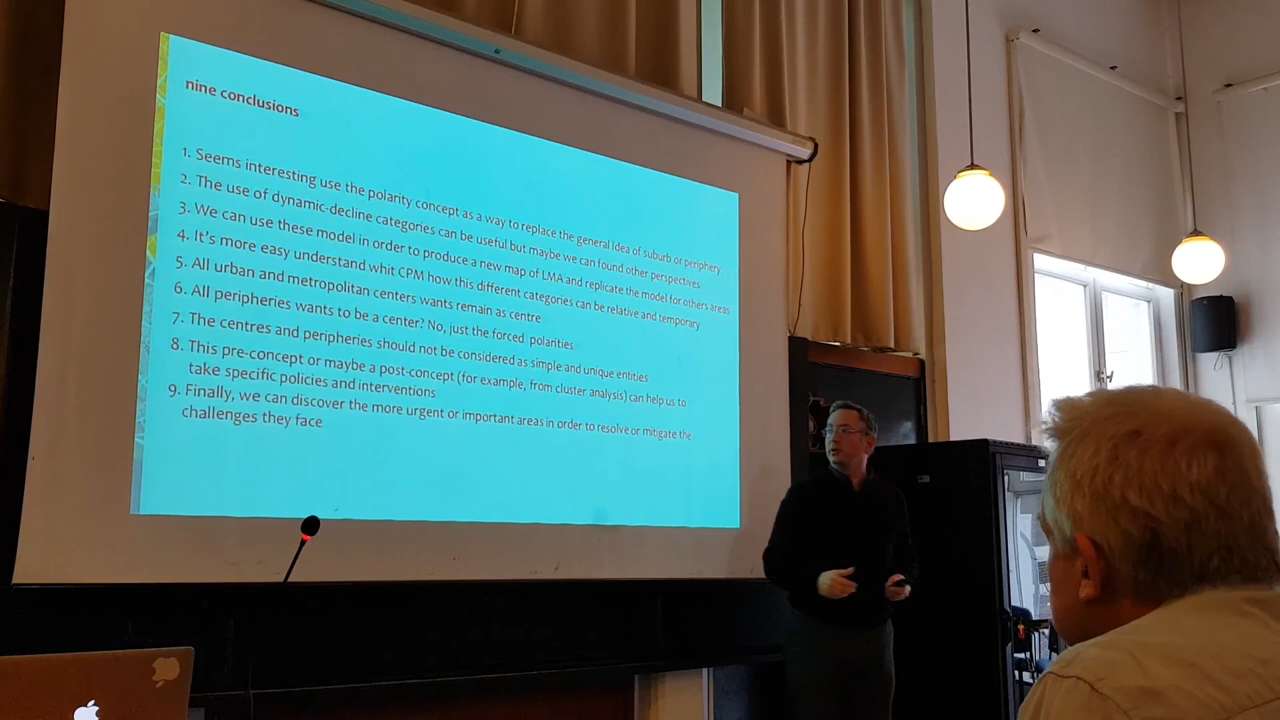 nine conclusions
1. Seems interesting use the polarity concept as a way to replace the general Idea of suburb or periphery
2. The use of dynamic-decline categories can be useful but maybe we can found other perspectives
3. We can use these model in order to produce a new map of LMA and replicate the model for others areas
4. It's more easy understand whit CPM how this different categories can be relative and temporary
5. All urban and metropolitan centers wants remain as centre
6. All peripheries wants to be a center? No, just the forced polarities
7. The centres and peripheries should not be considered as simple and unique entities
8. This pre-concept or maybe a post-concept (for example, from cluster analysis) can help us to
take specific policies and interventions
9. Finally, we can discover the more urgent or important areas in order to resolve or mitigate the
challenges they face